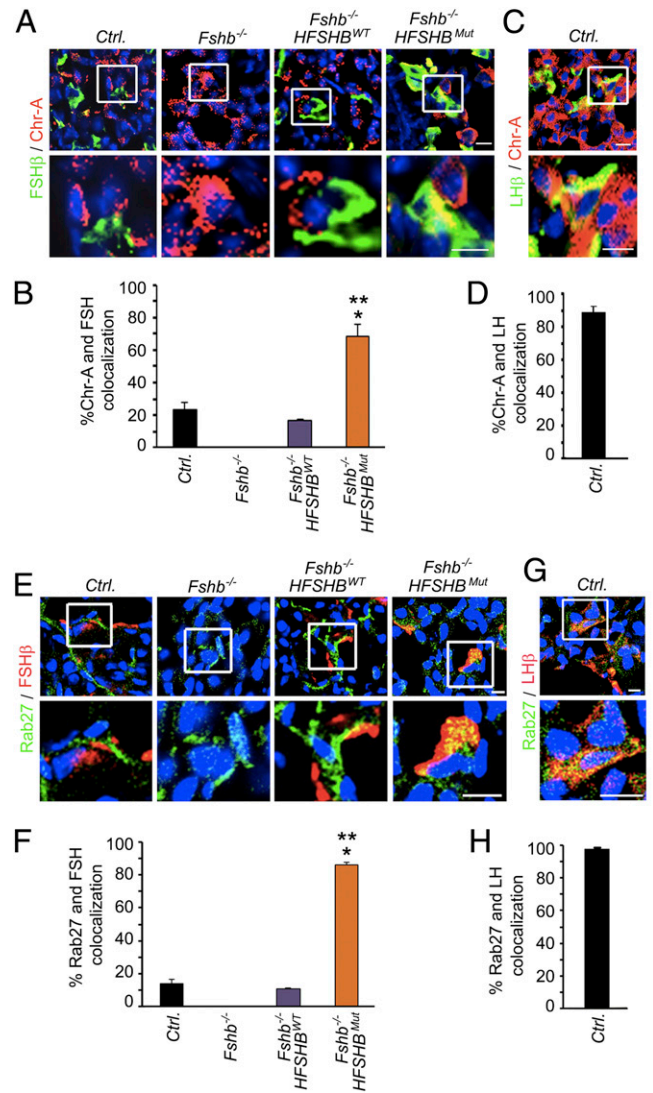 A
Ctrl.
Fshb-/-
Fshb-/-
HFSHBWT
Fshb-/-
HFSHBMut
FSHβ / Chr-A
C
Ctrl.
LHβ / Chr-A
B
%Chr-A and FSH
colocalization
100
80
60
40
20
0
**
*
Ctrl.
Fshb-/-
Fshb-/-
HFSHBWT
Fshb-/-
HFSHBMut
D
%Chr-A and LH
colocalization
100
80
60
40
20
0
Ctrl.
E
Ctrl.
Fshb-/-
Fshb-/-
HFSHBWT
Fshb-/-
HFSHBMut
Rab27 / FSHβ
G
Ctrl.
Rab27 / LHβ
F
% Rab27 and FSH
colocalization
100
80
60
40
20
0
**
*
Ctrl.
Fshb-/-
Fshb-/-
HFSHBWT
Fshb-/-
HFSHBMut
H
% Rab27 and LH
colocalization
100
80
60
40
20
0
Ctrl.